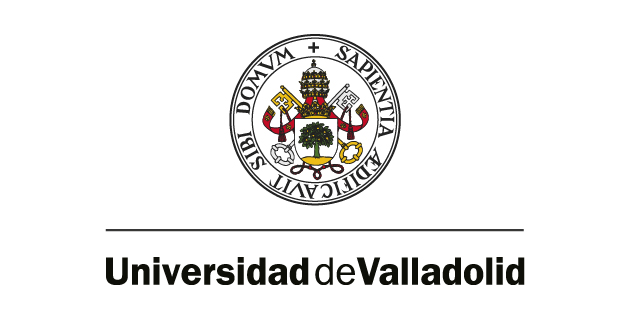 SAPIENTIA ÆDIFICAVIT SIBI DOMVM +
Universidad de Valladolid